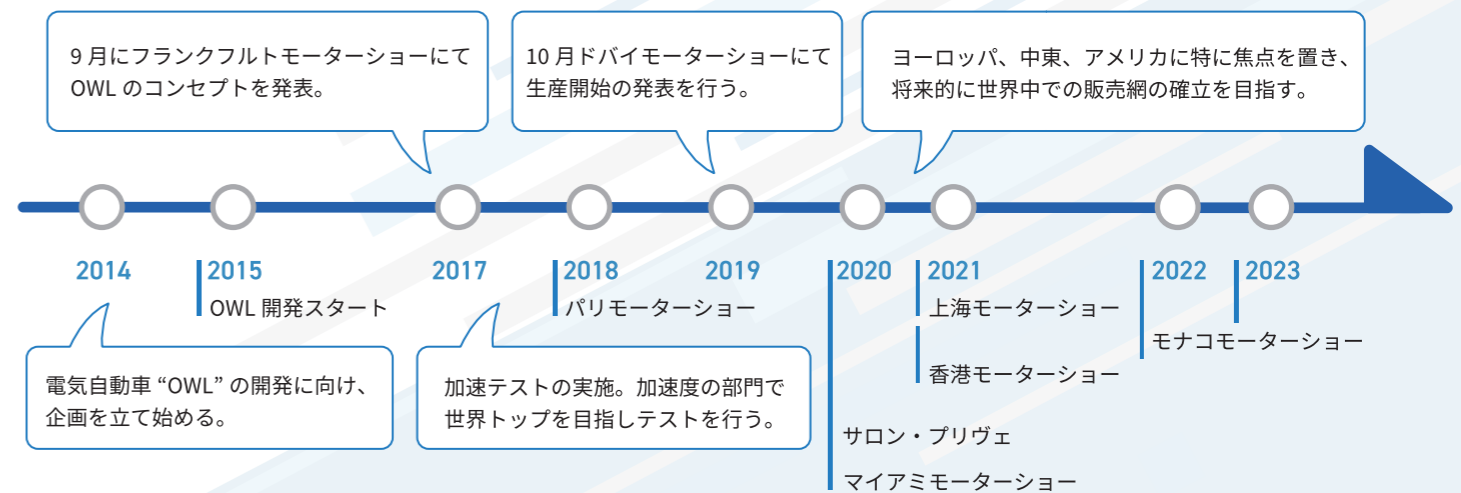 9 月にフランクフルトモーターショーにて
OWL のコンセプトを発表。
10 月ドバイモーターショーにて
生産開始の発表を行う。
ヨーロッパ、中東、アメリカに特に焦点を置き、
将来的に世界中での販売網の確立を目指す。
2014
2015
2017
2018
2019
2020
2021
2022
2023
OWL 開発スタート
パリモーターショー
上海モーターショー
モナコモーターショー
香港モーターショー
電気自動車 “OWL” の開発に向け、
企画を立て始める。
加速テストの実施。加速度の部門で
世界トップを目指しテストを行う。
サロン・プリヴェ
マイアミモーターショー